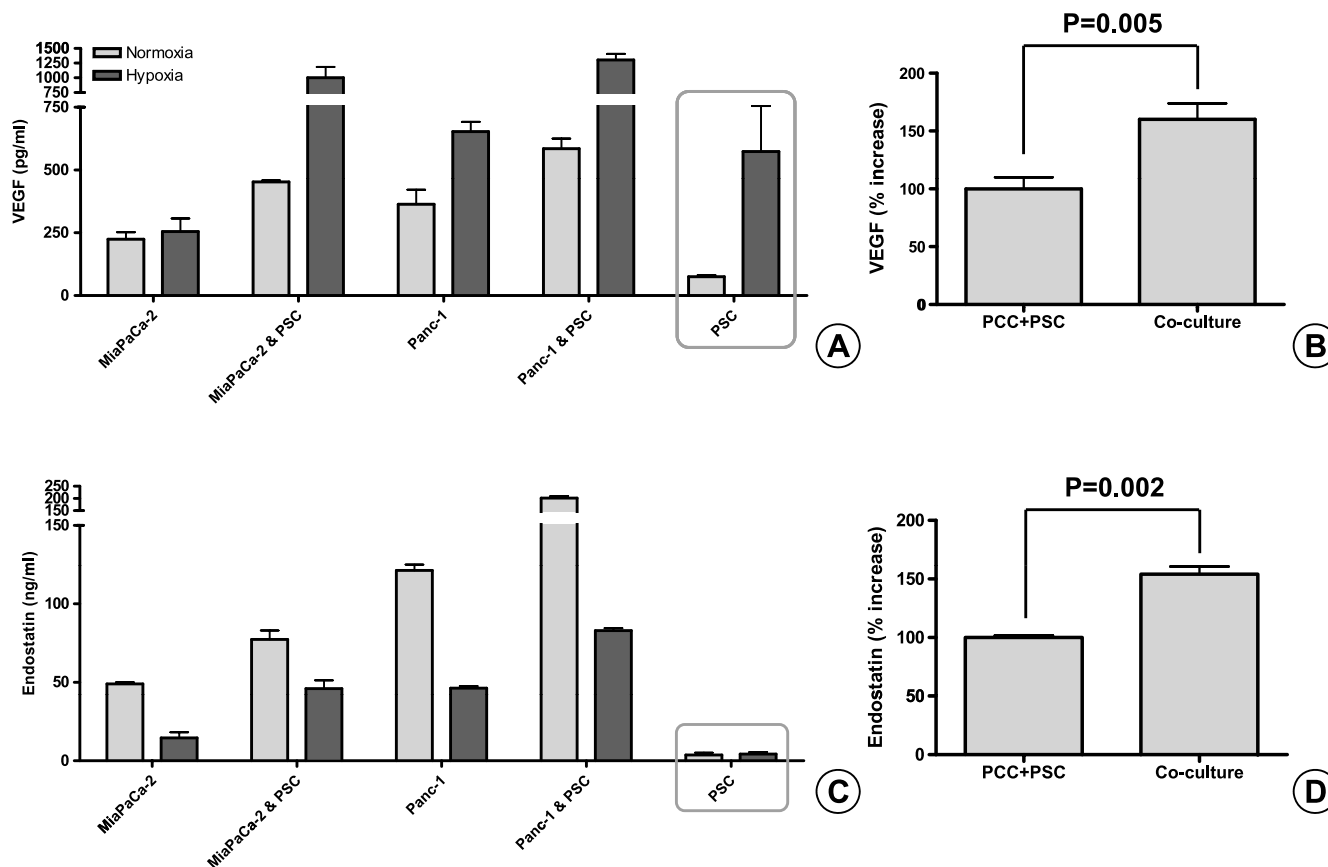 Normoxia
Hypoxia
VEGF (pg/ml)
1500
1250
1000
750
750
500
250
0
MiaPaCa-2
MiaPaCa-2 & PSC
Panc-1
Panc-1 & PSC
PSC
A
P=0.005
VEGF (% increase)
200
150
100
50
0
PCC+PSC
Co-culture
B
Endostatin (ng/ml)
250
200
150
150
100
50
0
MiaPaCa-2
MiaPaCa-2 & PSC
Panc-1
Panc-1 & PSC
PSC
C
P=0.002
Endostatin (% increase)
200
150
100
50
0
PCC+PSC
Co-culture
D